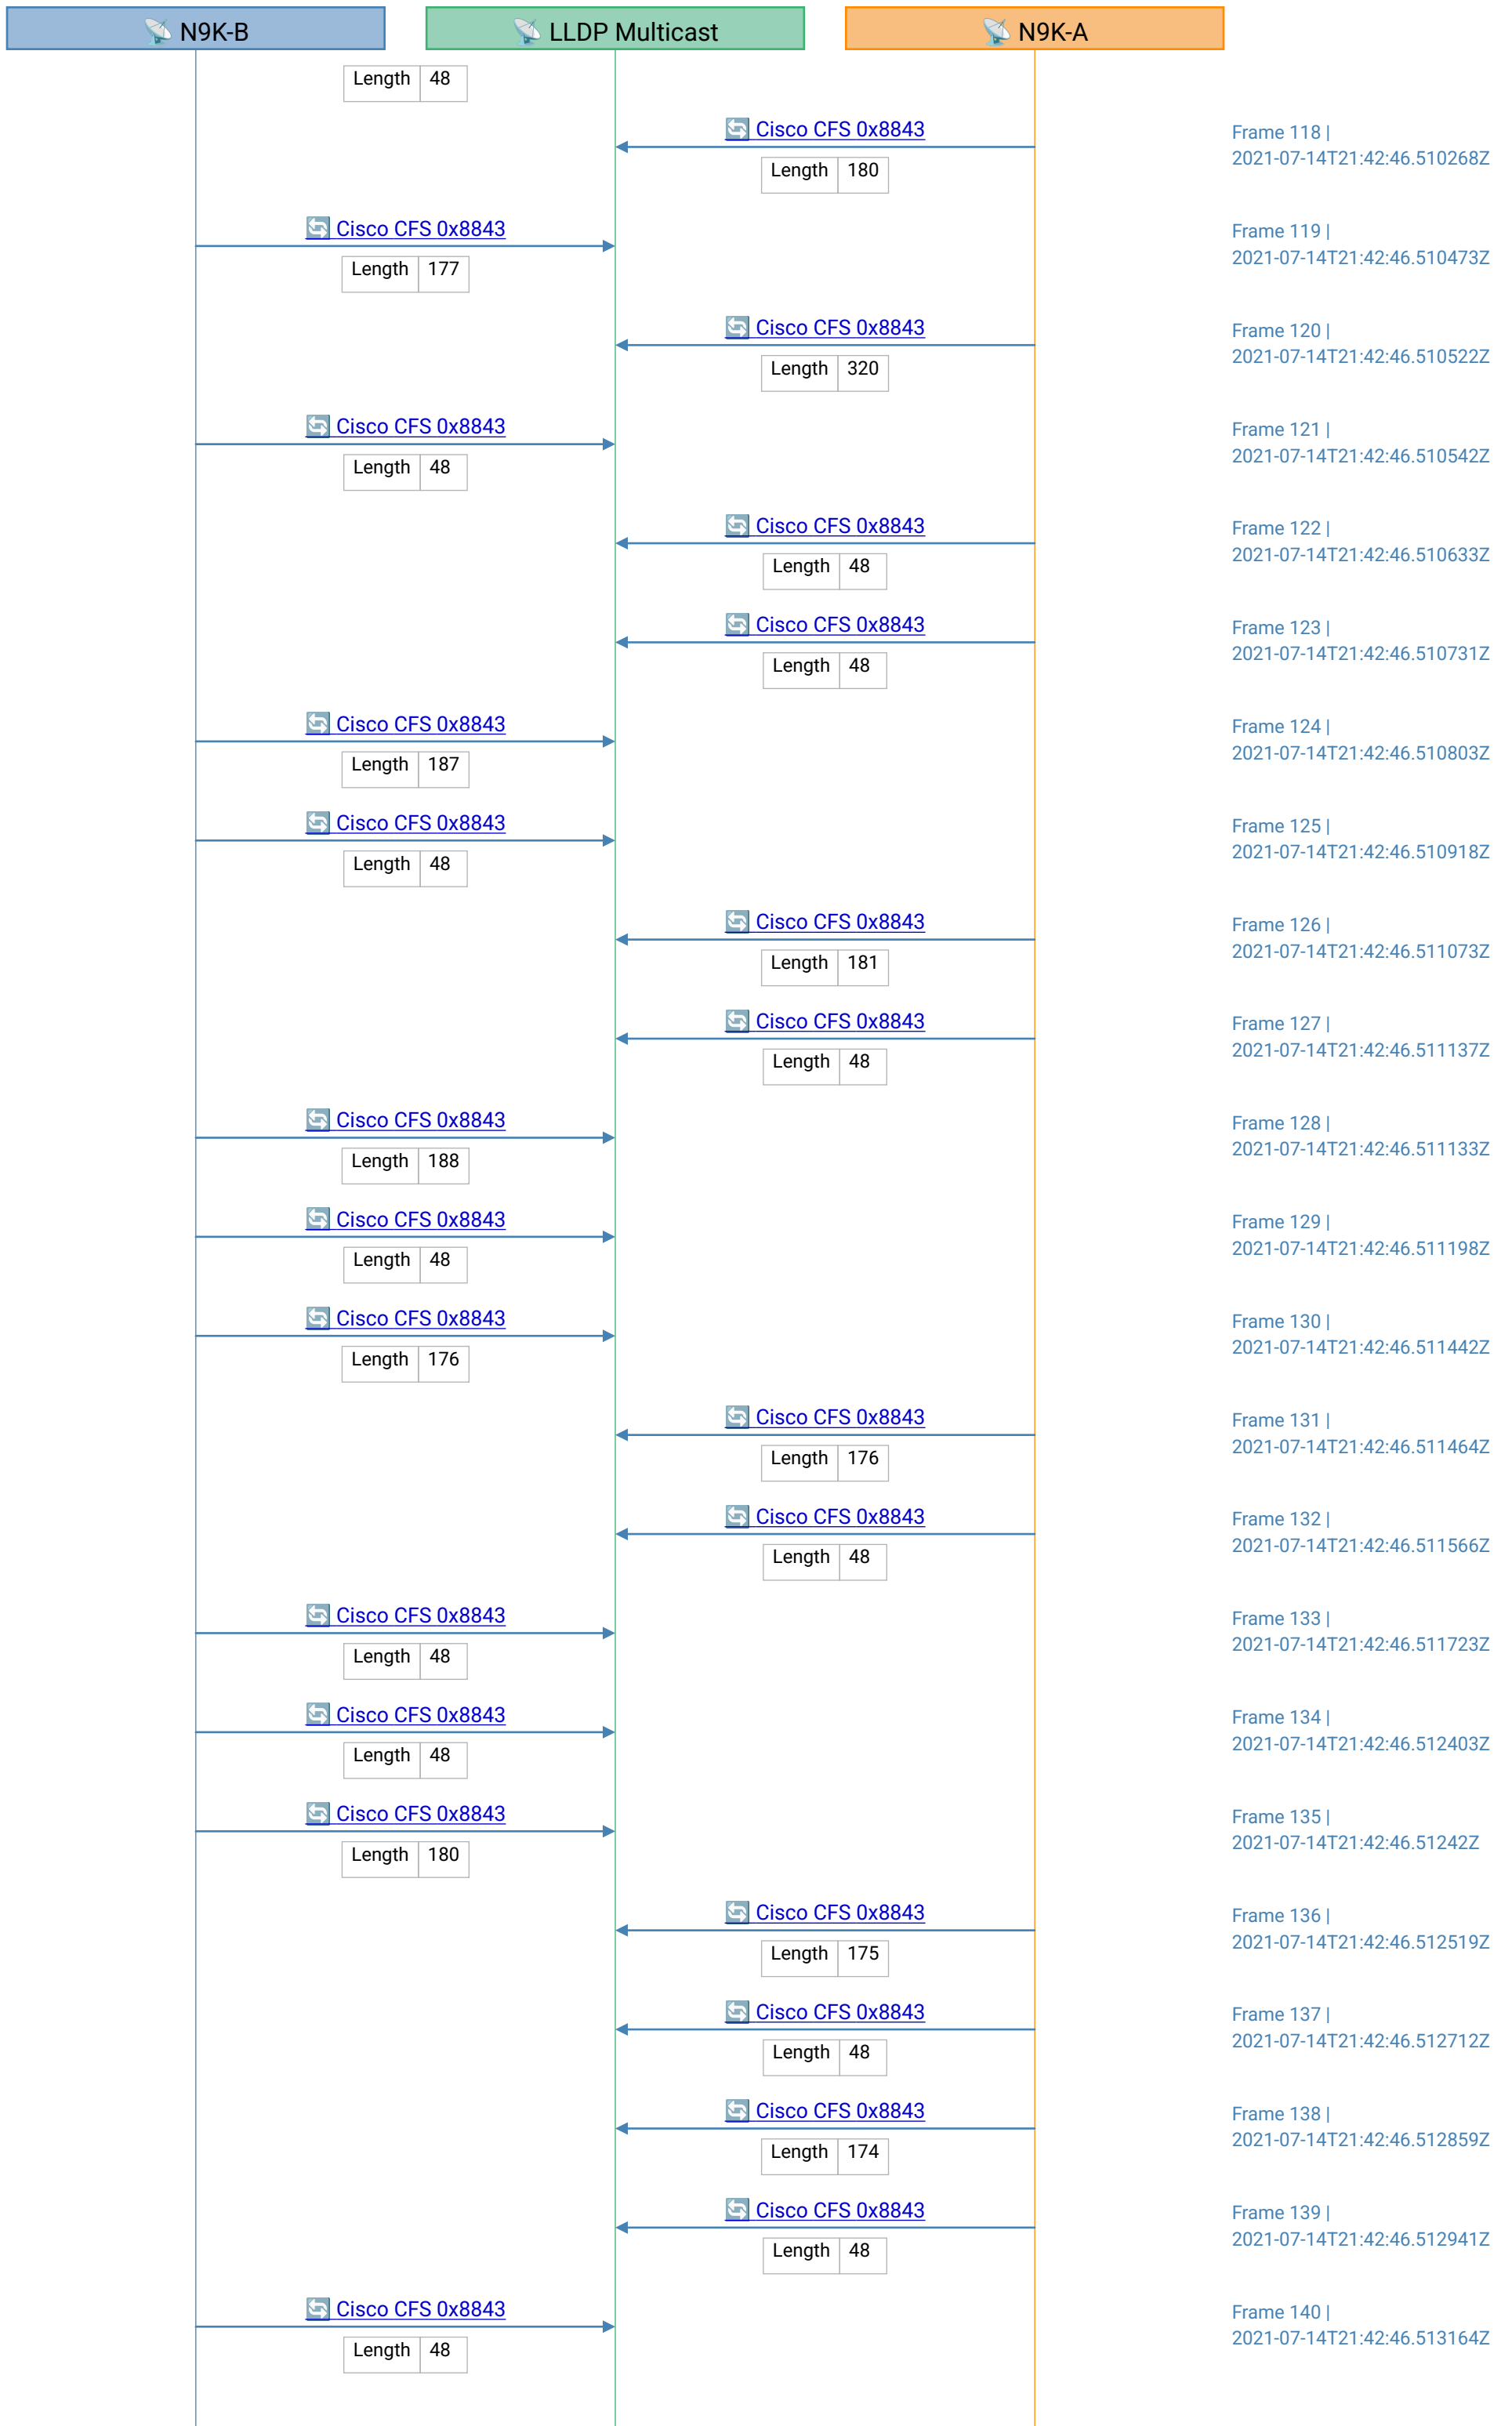 N9K-B
LLDP Multicast
N9K-A
Length 48
Cisco CFS 0x8843
Frame 118 |
2021-07-14T21:42:46.510268Z
Length 180
Cisco CFS 0x8843
Frame 119 |
2021-07-14T21:42:46.510473Z
Length 177
Cisco CFS 0x8843
Frame 120 |
2021-07-14T21:42:46.510522Z
Length 320
Cisco CFS 0x8843
Frame 121 |
2021-07-14T21:42:46.510542Z
Length 48
Cisco CFS 0x8843
Frame 122 |
2021-07-14T21:42:46.510633Z
Length 48
Cisco CFS 0x8843
Frame 123 |
2021-07-14T21:42:46.510731Z
Length 48
Cisco CFS 0x8843
Frame 124 |
2021-07-14T21:42:46.510803Z
Length 187
Cisco CFS 0x8843
Frame 125 |
2021-07-14T21:42:46.510918Z
Length 48
Cisco CFS 0x8843
Frame 126 |
2021-07-14T21:42:46.511073Z
Length 181
Cisco CFS 0x8843
Frame 127 |
2021-07-14T21:42:46.511137Z
Length 48
Cisco CFS 0x8843
Frame 128 |
2021-07-14T21:42:46.511133Z
Length 188
Cisco CFS 0x8843
Frame 129 |
2021-07-14T21:42:46.511198Z
Length 48
Cisco CFS 0x8843
Frame 130 |
2021-07-14T21:42:46.511442Z
Length 176
Cisco CFS 0x8843
Frame 131 |
2021-07-14T21:42:46.511464Z
Length 176
Cisco CFS 0x8843
Frame 132 |
2021-07-14T21:42:46.511566Z
Length 48
Cisco CFS 0x8843
Frame 133 |
2021-07-14T21:42:46.511723Z
Length 48
Cisco CFS 0x8843
Frame 134 |
2021-07-14T21:42:46.512403Z
Length 48
Cisco CFS 0x8843
Frame 135 |
2021-07-14T21:42:46.51242Z
Length 180
Cisco CFS 0x8843
Frame 136 |
2021-07-14T21:42:46.512519Z
Length 175
Cisco CFS 0x8843
Frame 137 |
2021-07-14T21:42:46.512712Z
Length 48
Cisco CFS 0x8843
Frame 138 |
2021-07-14T21:42:46.512859Z
Length 174
Cisco CFS 0x8843
Frame 139 |
2021-07-14T21:42:46.512941Z
Length 48
Cisco CFS 0x8843
Frame 140 |
2021-07-14T21:42:46.513164Z
Length 48